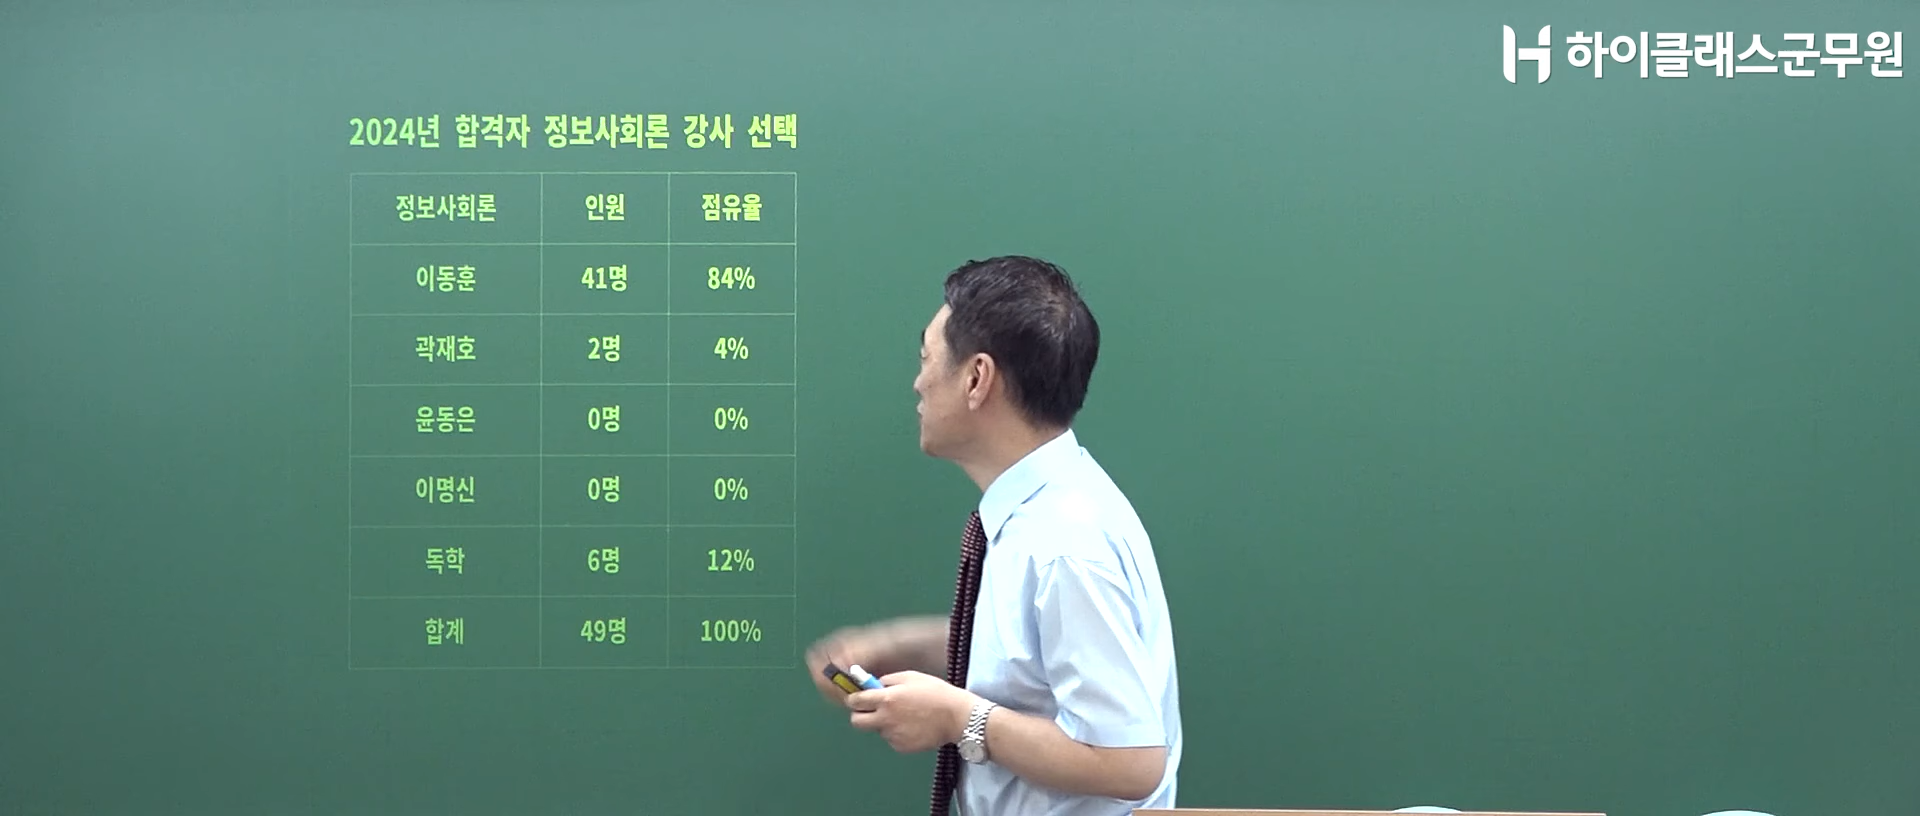 하이클래스군무원
2024년 합격자 정보사회론 강사 선택
정보사회론 인원 점유율
이동훈 41명 84%
곽재호 2명 4%
윤동은 0명 0%
이명신 0명 0%
독학 6명 12%
합계 49명 100%